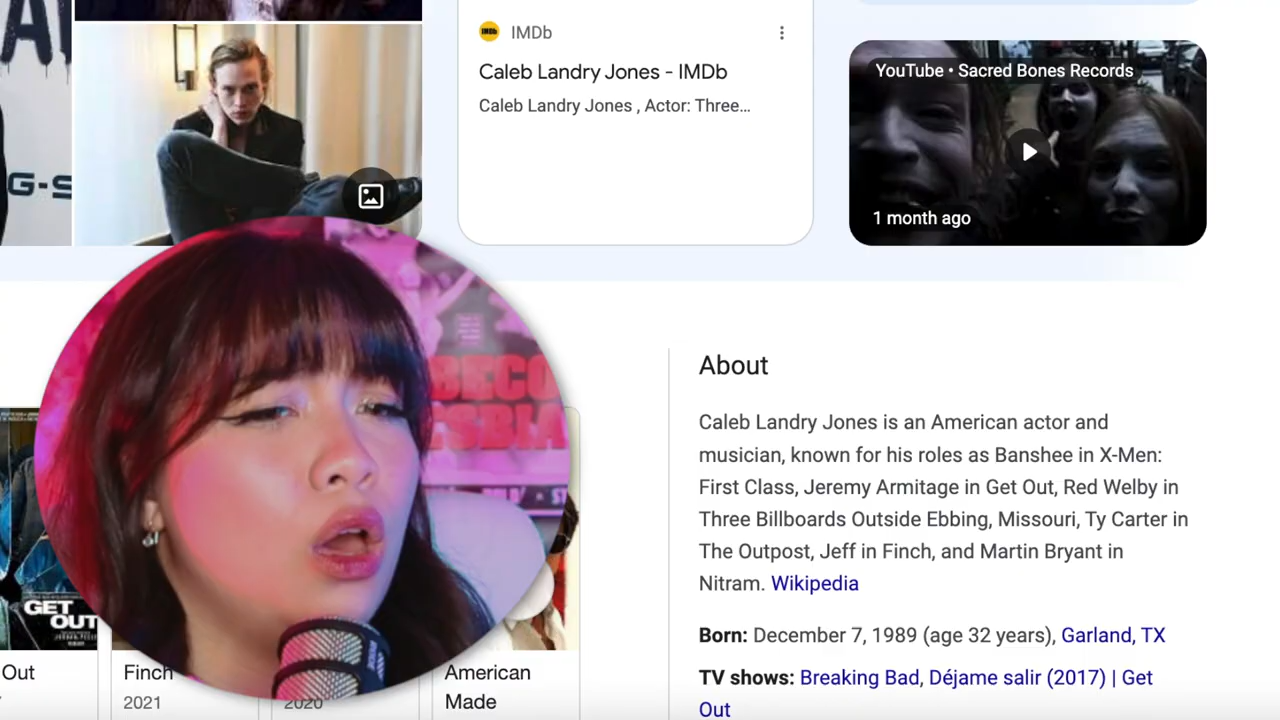 AI
G-S
IMDb
IMDb
Caleb Landry Jones - IMDb
Caleb Landry Jones , Actor: Three…
YouTube • Sacred Bones Records
1 month ago
BECO
ESBIA
GET
OUT
Out
Finch
2021
2020
American
Made
About
Caleb Landry Jones is an American actor and
musician, known for his roles as Banshee in X-Men:
First Class, Jeremy Armitage in Get Out, Red Welby in
Three Billboards Outside Ebbing, Missouri, Ty Carter in
The Outpost, Jeff in Finch, and Martin Bryant in
Nitram. Wikipedia
Born: December 7, 1989 (age 32 years), Garland, TX
TV shows: Breaking Bad, Déjame salir (2017) | Get
Out